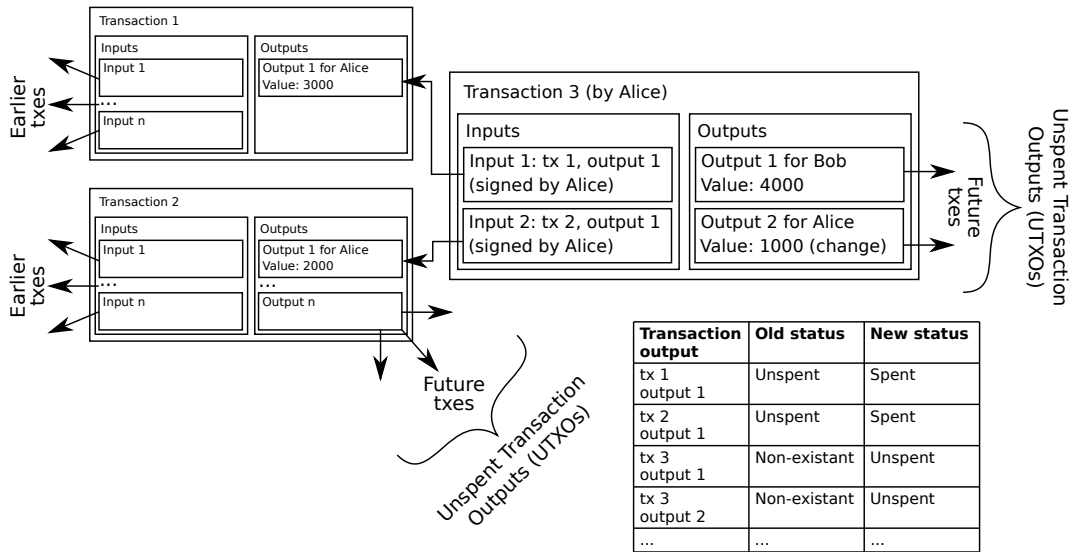 Transaction 1
Inputs
Input 1
...
Input n
Outputs
Output 1 for Alice
Value: 3000
Earlier
txes
Transaction 2
Inputs
Input 1
...
Input n
Outputs
Output 1 for Alice
Value: 2000
...
Output n
Earlier
txes
Future
txes
Unspent Transaction
Outputs (UTXOs)
Transaction 3 (by Alice)
Inputs
Input 1: tx 1, output 1
(signed by Alice)
Input 2: tx 2, output 1
(signed by Alice)
Outputs
Output 1 for Bob
Value: 4000
Output 2 for Alice
Value: 1000 (change)
Future
txes
Unspent Transaction
Outputs (UTXOs)
Transaction output Old status New status
tx 1 output 1 Unspent Spent
tx 2 output 1 Unspent Spent
tx 3 output 1 Non-existant Unspent
tx 3 output 2 Non-existant Unspent
... ... ...